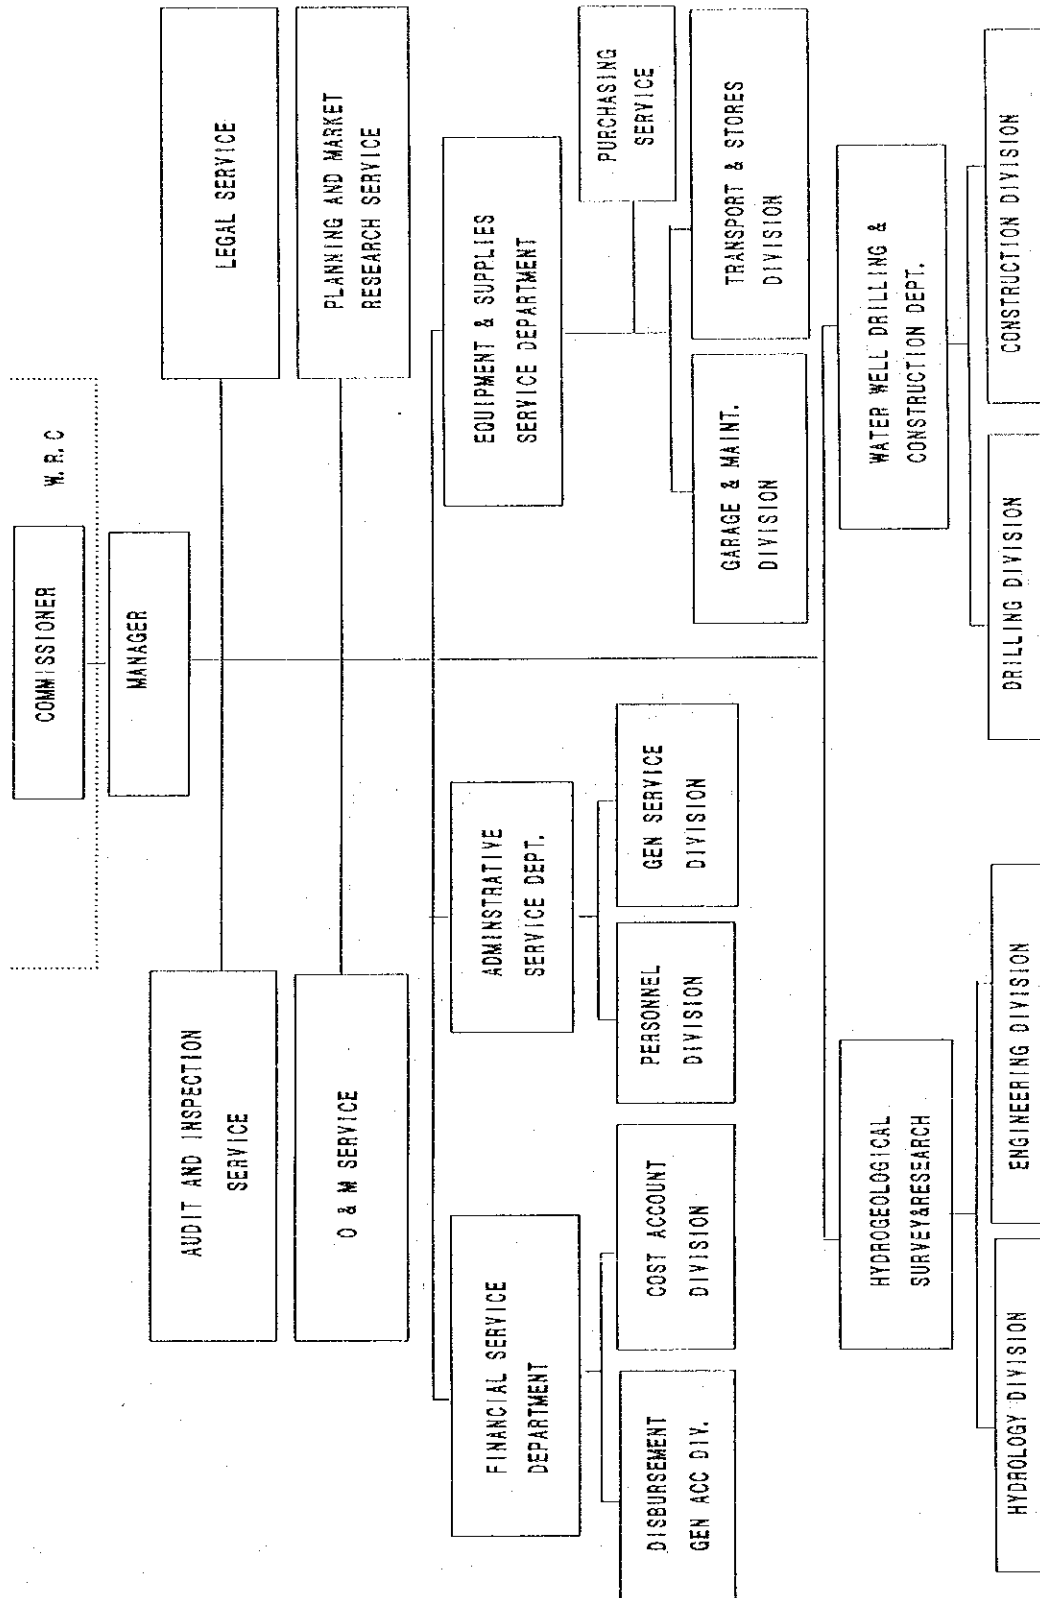 COMMISSIONER
W.R.C
MANAGER
AUDIT AND INSPECTION
SERVICE
LEGAL SERVICE
O & M SERVICE
PLANNING AND MARKET
RESEARCH SERVICE
FINANCIAL SERVICE
DEPARTMENT
ADMINSTRATIVE
SERVICE DEPT.
EQUIPMENT & SUPPLIES
SERVICE DEPARTMENT
PURCHASING
SERVICE
DISBURSEMENT
GEN ACC DIV.
COST ACCOUNT
DIVISION
PERSONNEL
DIVISION
GEN SERVICE
DIVISION
GARAGE & MAINT.
DIVISION
TRANSPORT & STORES
DIVISION
HYDROGEOLOGICAL
SURVEY&RESEARCH
WATER WELL DRILLING &
CONSTRUCTION DEPT.
HYDROLOGY DIVISION
ENGINEERING DIVISION
DRILLING DIVISION
CONSTRUCTION DIVISION